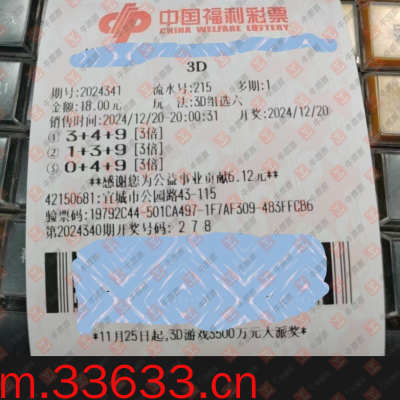 中国福利彩票
CHINA WELFARE LOTTERY
3D
期号:2024341 流水号:215 多期:1
金额:18.00元 玩 法:3D组选六
销售时间:2024/12/20-20:00:31 开奖:2024/12/20
① 3+4+9 [3倍]
② 1+3+9 [3倍]
③ 0+4+9 [3倍]
**感谢您为公益事业贡献6.12元**
42150681:宜城市公园路43-115
验票码:19792C44-501CA497-1F7AF309-483FFCB6
第2024340期开奖号码: 2 7 8
*11月25日起,3D游戏3500万元大派奖*
m.33633.cn